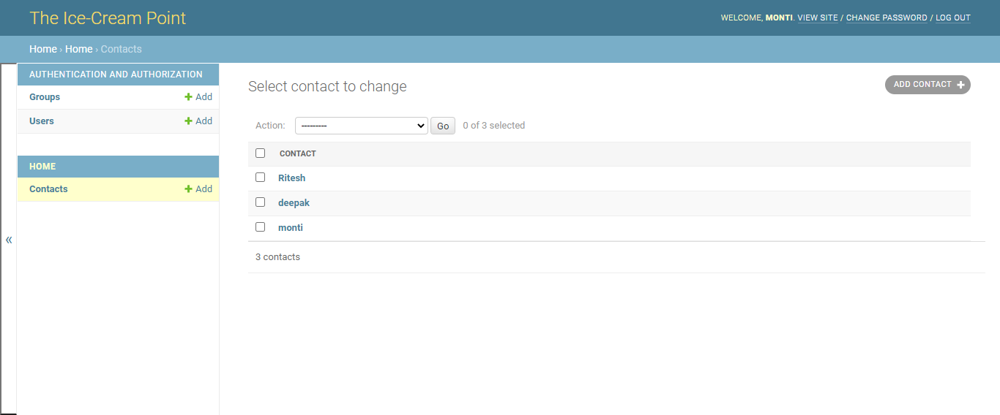 The Ice-Cream Point
WELCOME, MONTI. VIEW SITE / CHANGE PASSWORD / LOG OUT
Home › Home › Contacts
AUTHENTICATION AND AUTHORIZATION
Groups + Add
Users + Add
HOME
Contacts + Add
«
Select contact to change
ADD CONTACT +
Action: --------- Go 0 of 3 selected
CONTACT
Ritesh
deepak
monti
3 contacts